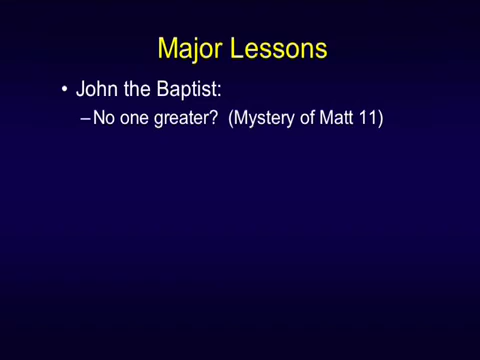 Major Lessons
• John the Baptist:
–No one greater?  (Mystery of Matt 11)